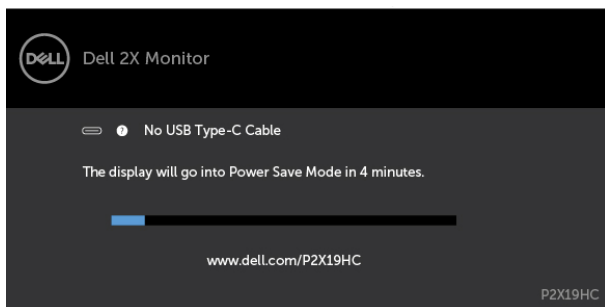 DELL
Dell 2X Monitor
? No USB Type-C Cable
The display will go into Power Save Mode in 4 minutes.
www.dell.com/P2X19HC
P2X19HC